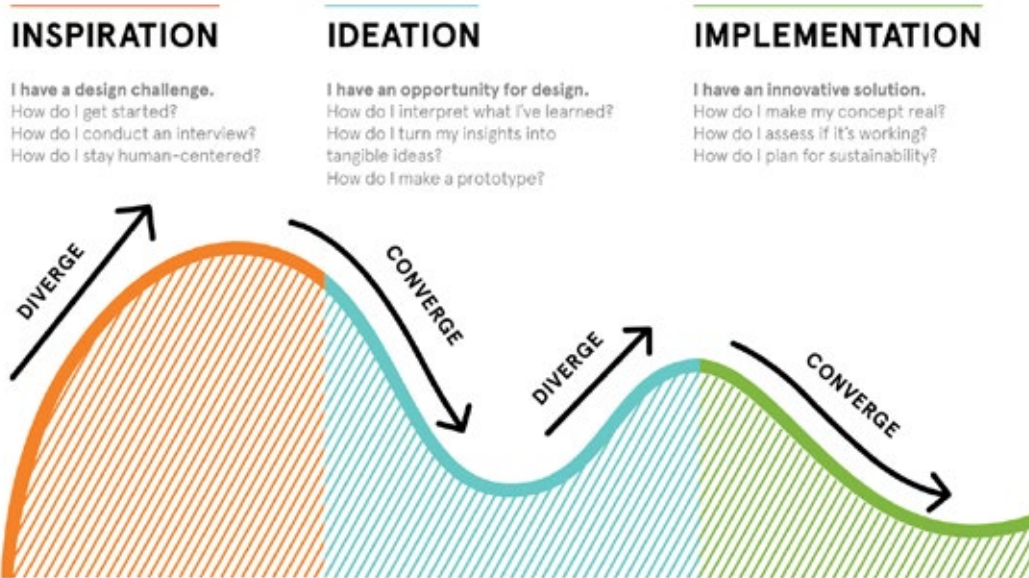 INSPIRATION
I have a design challenge.
How do I get started?
How do I conduct an interview?
How do I stay human-centered?
IDEATION
I have an opportunity for design.
How do I interpret what I've learned?
How do I turn my insights into
tangible ideas?
How do I make a prototype?
IMPLEMENTATION
I have an innovative solution.
How do I make my concept real?
How do I assess if it's working?
How do I plan for sustainability?
DIVERGE
CONVERGE
DIVERGE
CONVERGE